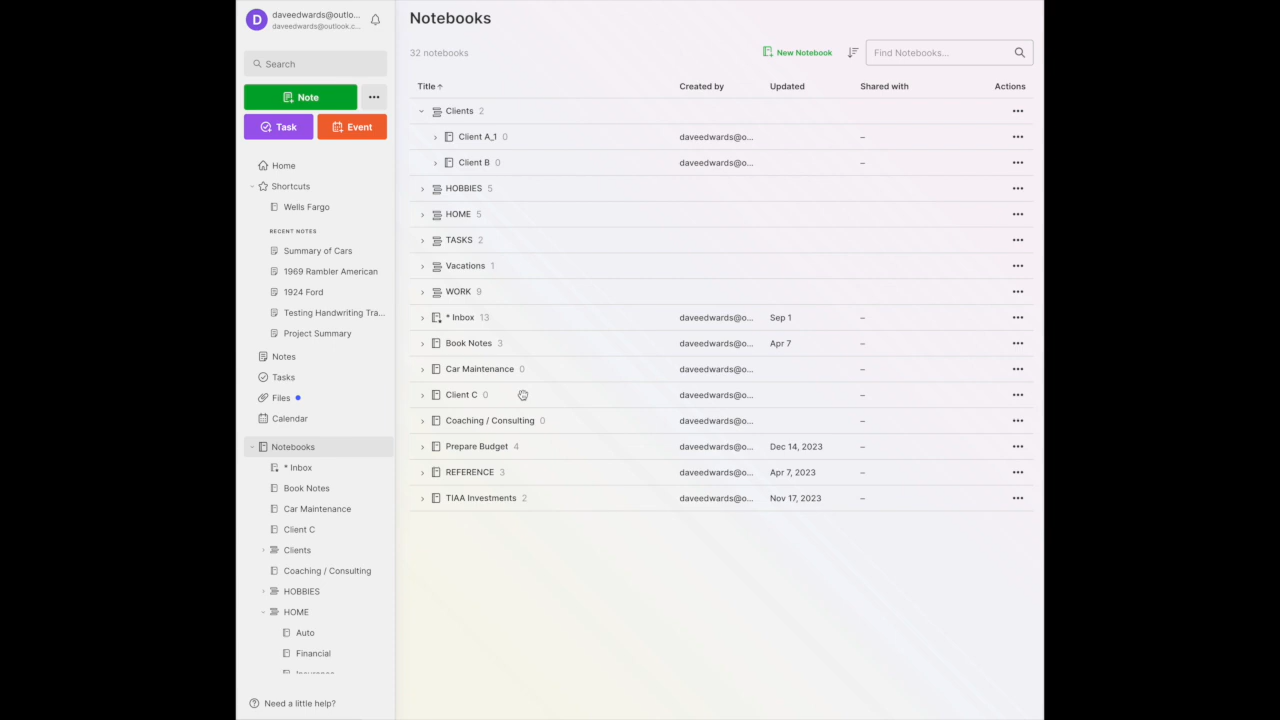 D
daveedwards@outlo...
daveedwards@outlook.c...
Search
Note
Task
Event
Home
Shortcuts
Wells Fargo
RECENT NOTES
Summary of Cars
1969 Rambler American
1924 Ford
Testing Handwriting Tra...
Project Summary
Notes
Tasks
Files
Calendar
Notebooks
* Inbox
Book Notes
Car Maintenance
Client C
Clients
Coaching / Consulting
HOBBIES
HOME
Auto
Financial
Need a little help?
Notebooks
32 notebooks
New Notebook
Find Notebooks...
Title Created by Updated Shared with Actions
Clients 2
Client A_1 0 daveedwards@o... –
Client B 0 daveedwards@o... –
HOBBIES 5
HOME 5
TASKS 2
Vacations 1
WORK 9
* Inbox 13 daveedwards@o... Sep 1 –
Book Notes 3 daveedwards@o... Apr 7 –
Car Maintenance 0 daveedwards@o... –
Client C 0 daveedwards@o... –
Coaching / Consulting 0 daveedwards@o... –
Prepare Budget 4 daveedwards@o... Dec 14, 2023 –
REFERENCE 3 daveedwards@o... Apr 7, 2023 –
TIAA Investments 2 daveedwards@o... Nov 17, 2023 –